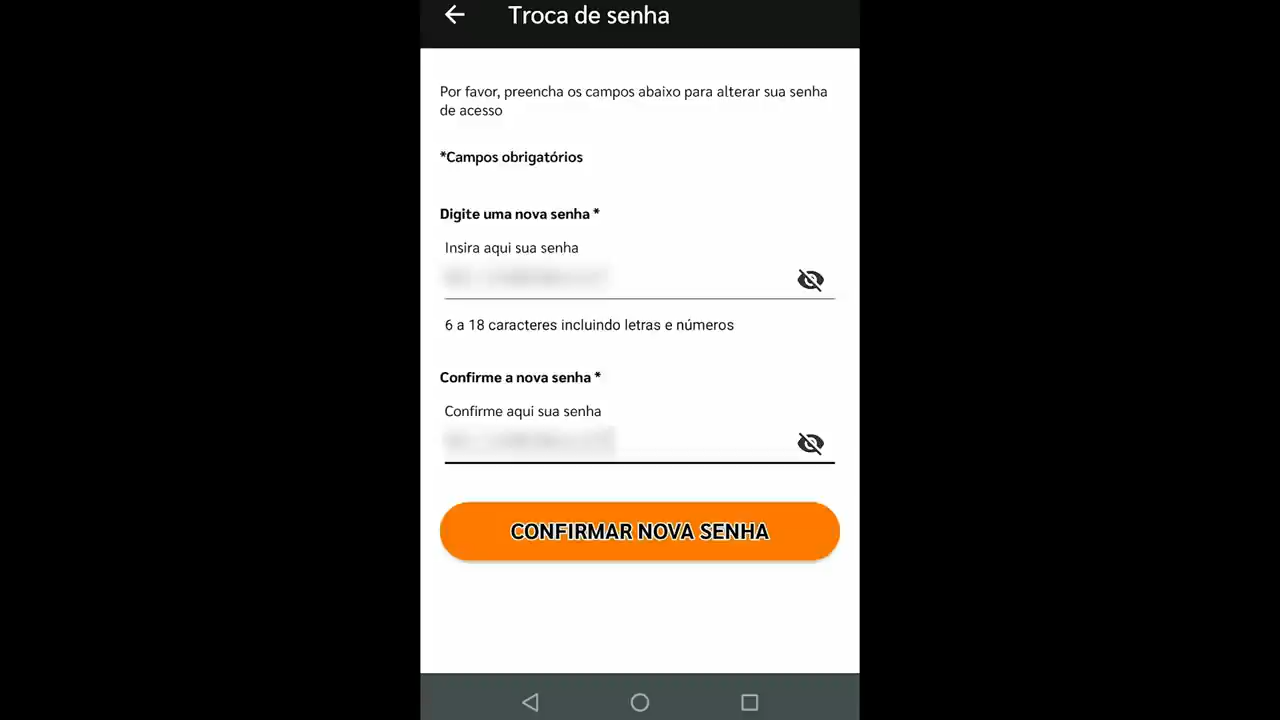 Troca de senha
Por favor, preencha os campos abaixo para alterar sua senha
de acesso
*Campos obrigatórios
Digite uma nova senha *
Insira aqui sua senha
6 a 18 caracteres incluindo letras e números
Confirme a nova senha *
Confirme aqui sua senha
CONFIRMAR NOVA SENHA